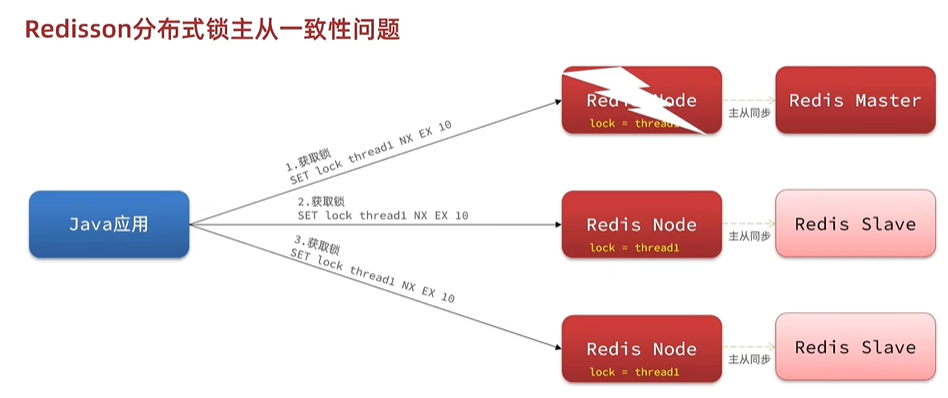 Redisson分布式锁主从一致性问题
1.获取锁
SET lock thread1 NX EX 10
Redis Node
lock = thread1
主从同步
Redis Master
Java应用
2.获取锁
SET lock thread1 NX EX 10
Redis Node
lock = thread1
主从同步
Redis Slave
3.获取锁
SET lock thread1 NX EX 10
Redis Node
lock = thread1
主从同步
Redis Slave